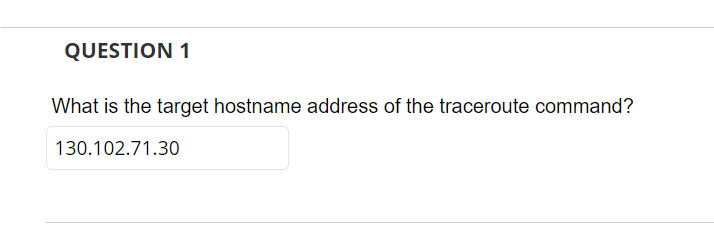 QUESTION 1
What is the target hostname address of the traceroute command?
130.102.71.30